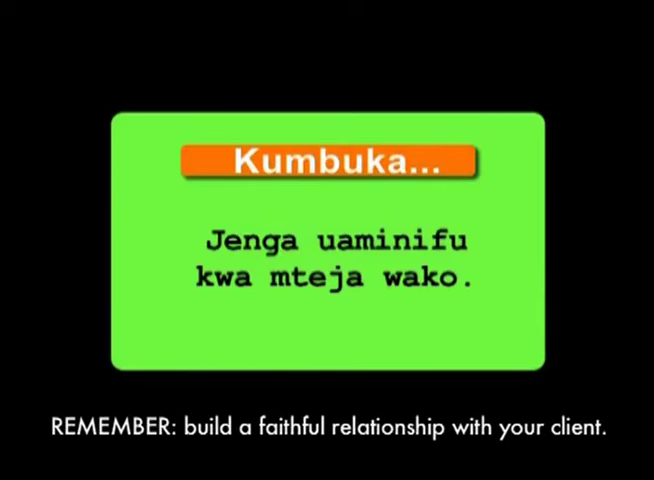 Kumbuka...
Jenga uaminifu
kwa mteja wako.
REMEMBER: build a faithful relationship with your client.